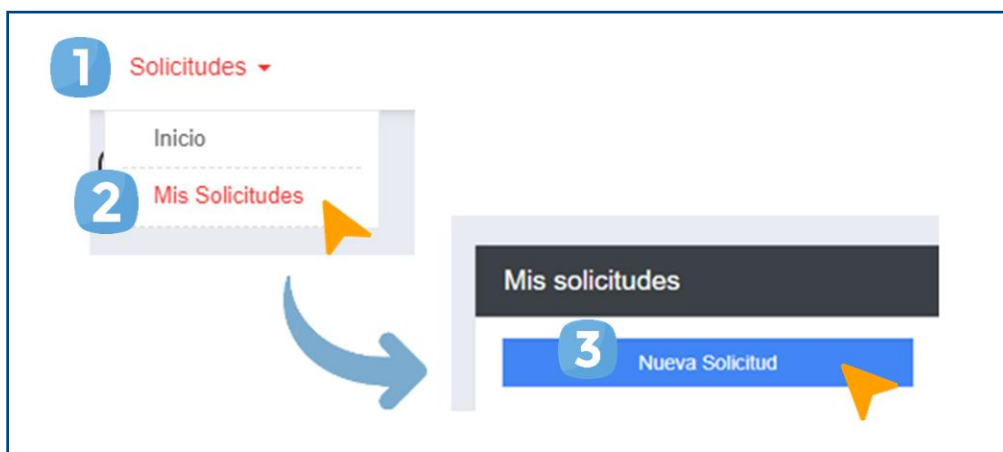 1 Solicitudes
Inicio
2 Mis Solicitudes
Mis solicitudes
3 Nueva Solicitud